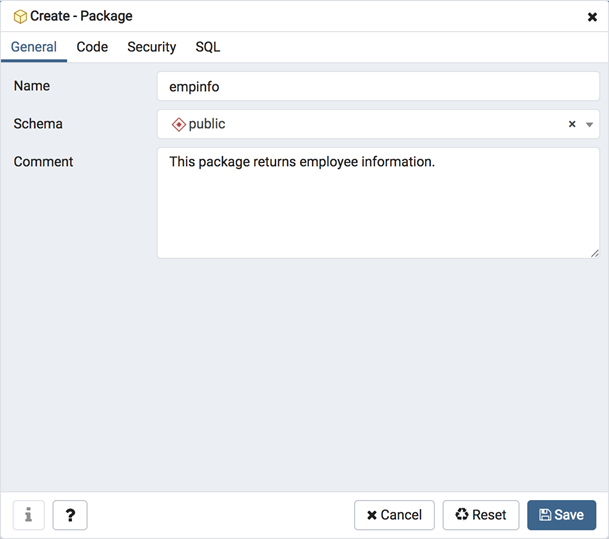 Create - Package
General Code Security SQL
Name empinfo
Schema public
Comment This package returns employee information.
i ? Cancel Reset Save